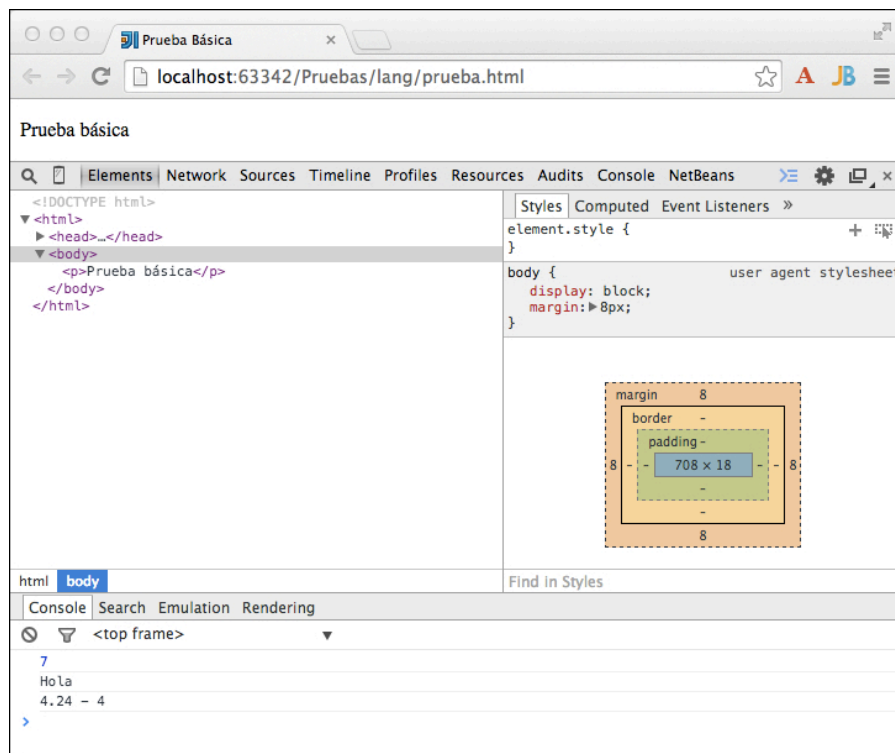 Prueba Básica
localhost:63342/Pruebas/lang/prueba.html
A JB
Prueba básica
Elements Network Sources Timeline Profiles Resources Audits Console NetBeans
<!DOCTYPE html>
<html>
<head>…</head>
<body>
<p>Prueba básica</p>
</body>
</html>
html body
Styles Computed Event Listeners »
element.style {
}
body { user agent stylesheet
display: block;
margin: 8px;
}
margin 8
border -
padding -
8 - - 708 × 18 - - 8
-
-
8
Find in Styles
Console Search Emulation Rendering
<top frame>
7
Hola
4.24 - 4
>